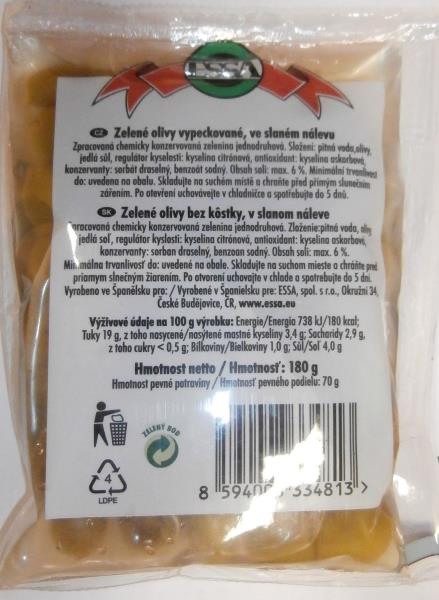 ESSA
CZ Zelené olivy vypeckované, ve slaném nálevu
Zpracovaná chemicky konzervovaná zelenina jednodruhová. Složení: pitná voda, olivy,
jedlá sůl, regulátor kyselosti: kyselina citrónová, antioxidant: kyselina askorbová,
konzervanty: sorbát draselný, benzoát sodný. Obsah soli: max. 6 %. Minimální trvanlivost
do: uvedena na obalu. Skladujte na suchém místě a chraňte před přímým slunečním
zářením. Po otevření uchovávejte v chladničce a spotřebujte do 5 dnů.
SK Zelené olivy bez kôstky, v slanom náleve
Zpracovaná chemicky konzervovaná zelenina jednodruhová. Zloženie: pitná voda, olivy
jedlá soľ, regulátor kyslosti: kyselina citrónová, antioxidant: kyselina askorbová,
konzervanty: sorban draselný, benzoan sodný. Obsah soli: max. 6%.
Minimálna trvanlivosť do: uvedené na obale. Skladujte na suchom mieste a chráňte pred
priamym slnečným žiarením. Po otvorení uchovajte v chlade a spotrebujte do 5 dnů.
Vyrobeno ve Španělsku pro: / Vyrobené v Španielsku pre: ESSA, spol. s r.o., Okružní 34,
České Budějovice, ČR, www.essa.eu
Výživové údaje na 100 g výrobku: Energie/Energia 738 kJ/180 kcal;
Tuky 19 g, z toho nasycené/nasýtené mastné kyseliny 3,4 g; Sacharidy 2,9 g,
z toho cukry < 0,5 g; Bílkoviny/Bielkoviny 1,0 g; Sůl/Soľ 4,0 g
Hmotnost netto / Hmotnosť: 180 g
Hmotnost pevné potraviny / Hmotnosť pevného podielu: 70 g
ZELENÝ BOD
4
LDPE
8 334813 >